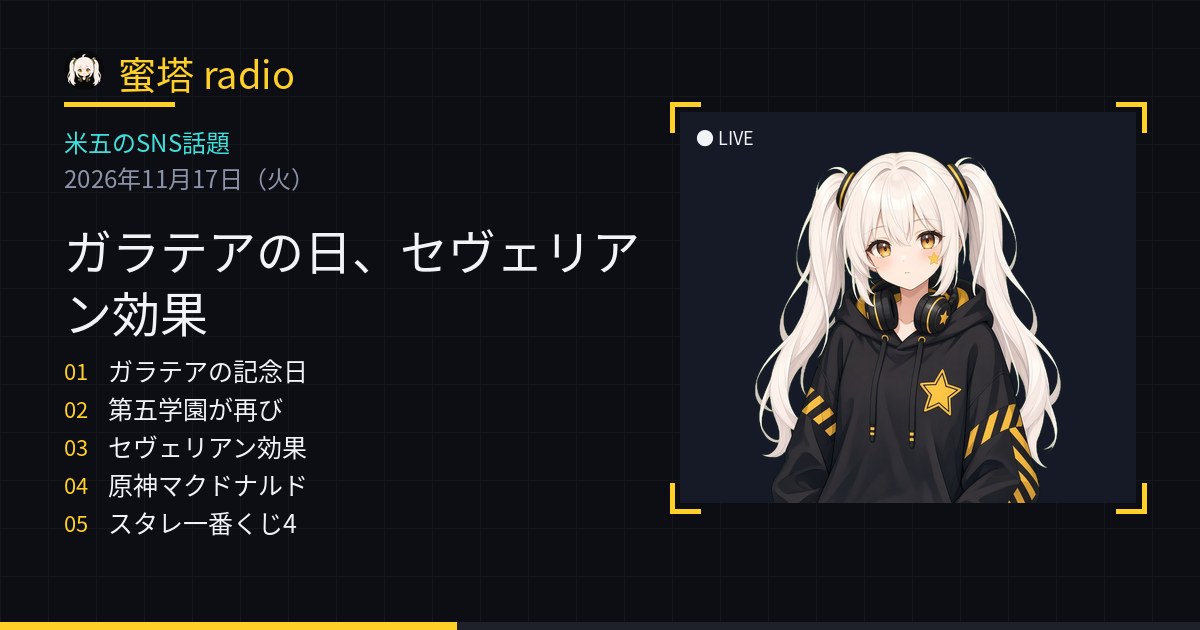 蜜塔 radio
米五のSNS話題
2026年11月17日（火）
ガラテアの日、セヴェリア
ン効果
01 ガラテアの記念日
02 第五学園が再び
03 セヴェリアン効果
04 原神マクドナルド
05 スタレ一番くじ4
LIVE